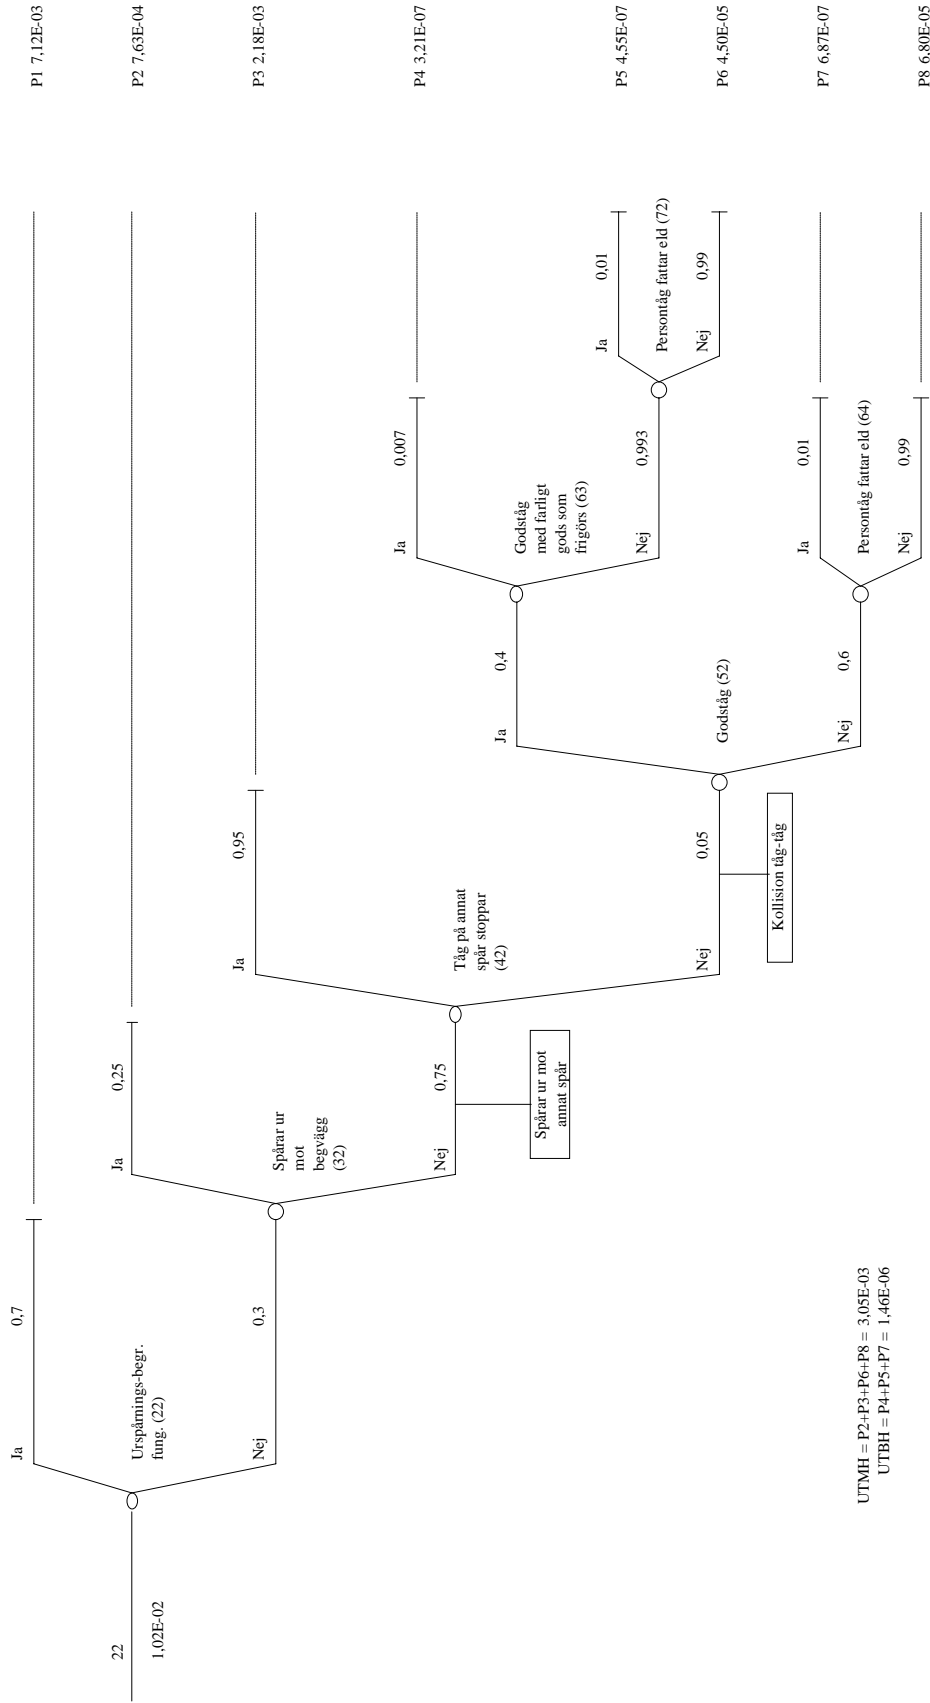 22
1,02E-02
Urspårnings-begr.
fung. (22)
Ja
0,7
Nej
0,3
Spårar ur
mot
begvägg
(32)
Ja
0,25
Nej
0,75
Spårar ur mot
annat spår
Tåg på annat
spår stoppar
(42)
Ja
0,95
Nej
0,05
Kollision tåg-tåg
Godståg (52)
Ja
0,4
Nej
0,6
Godståg
med farligt
gods som
frigörs (63)
Ja
0,007
Nej
0,993
Persontåg fattar eld (64)
Ja
0,01
Nej
0,99
Persontåg fattar eld (72)
Ja
0,01
Nej
0,99
P1 7,12E-03
P2 7,63E-04
P3 2,18E-03
P4 3,21E-07
P5 4,55E-07
P6 4,50E-05
P7 6,87E-07
P8 6,80E-05
UTMH = P2+P3+P6+P8 = 3,05E-03
UTBH = P4+P5+P7 = 1,46E-06